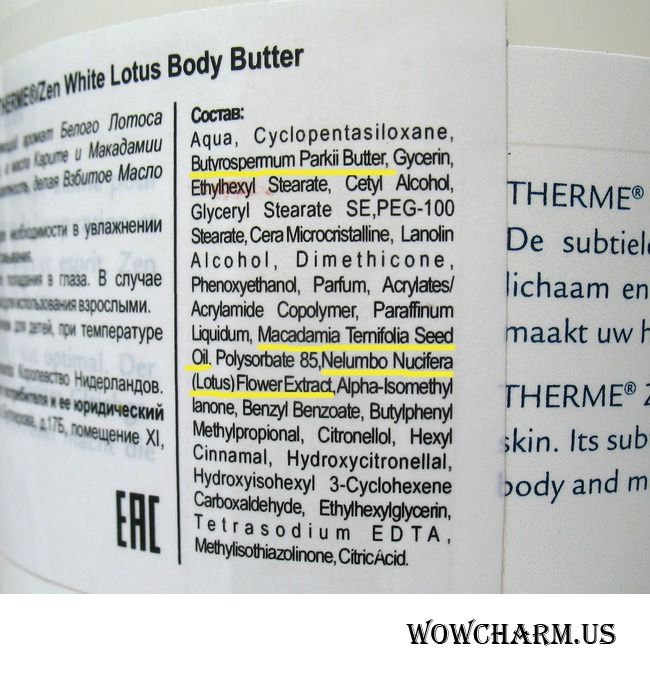 THERME®/Zen White Lotus Body Butter
аромат Белого Лотоса
и масла Карите и Макадамии
делая Взбитое Масло
необходимости в увлажнении
попадания в глаза. В случае
использования взрослыми.
для детей, при температуре
Королевство Нидерландов.
и ее юридический
д.17Б, помещение XI,
EAC
Состав:
Aqua, Cyclopentasiloxane,
Butyrospermum Parkii Butter, Gycerin,
Ethylhexyl Stearate, Cetyl Alcohol,
Glyceryl Stearate SE,PEG-100
Stearate, Cera Microcristalline, Lanolin
Alcohol, Dimethicone,
Phenoxyethanol, Parfum, Acrylates/
Acrylamide Copolymer, Paraffinum
Liquidum, Macadamia Ternifolia Seed
Oil, Polysorbate 85,Nelumbo Nucifera
(Lotus) Flower Extract, Alpha-Isomethyl
Ianone, Benzyl Benzoate, Butylphenyl
Methylpropional, Citronellol, Hexyl
Cinnamal, Hydroxycitronellal,
Hydroxyisohexyl 3-Cyclohexene
Carboxaldehyde, Ethylhexylglycerin,
Tetrasodium EDTA,
Methylisothiazolinone, Citric Acid.
THERME®
De subtiel
lichaam en
maakt uw h
THERME® Z
skin. Its sub
body and m
WOWCHARM.US